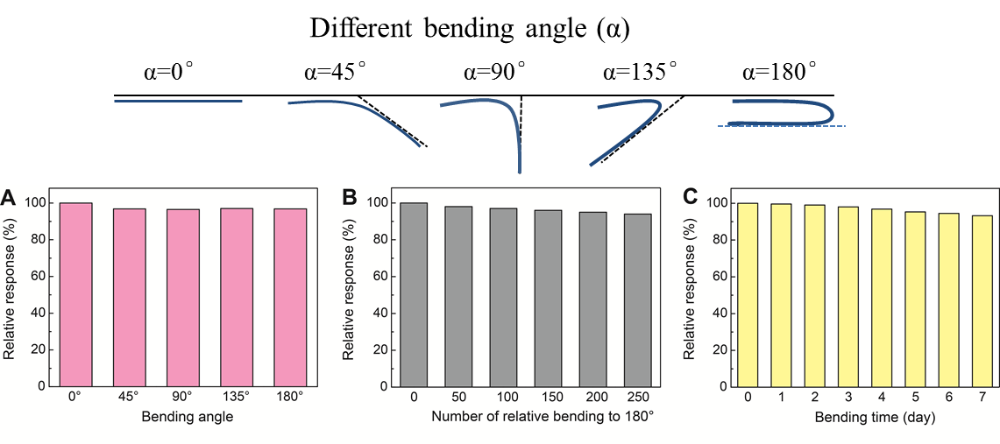 Different bending angle (α)
α=0° α=45° α=90° α=135° α=180°
A
Relative response (%)
100
80
60
40
20
0
0° 45° 90° 135° 180°
Bending angle
B
Relative response (%)
100
80
60
40
20
0
0 50 100 150 200 250
Number of relative bending to 180°
C
Relative response (%)
100
80
60
40
20
0
0 1 2 3 4 5 6 7
Bending time (day)